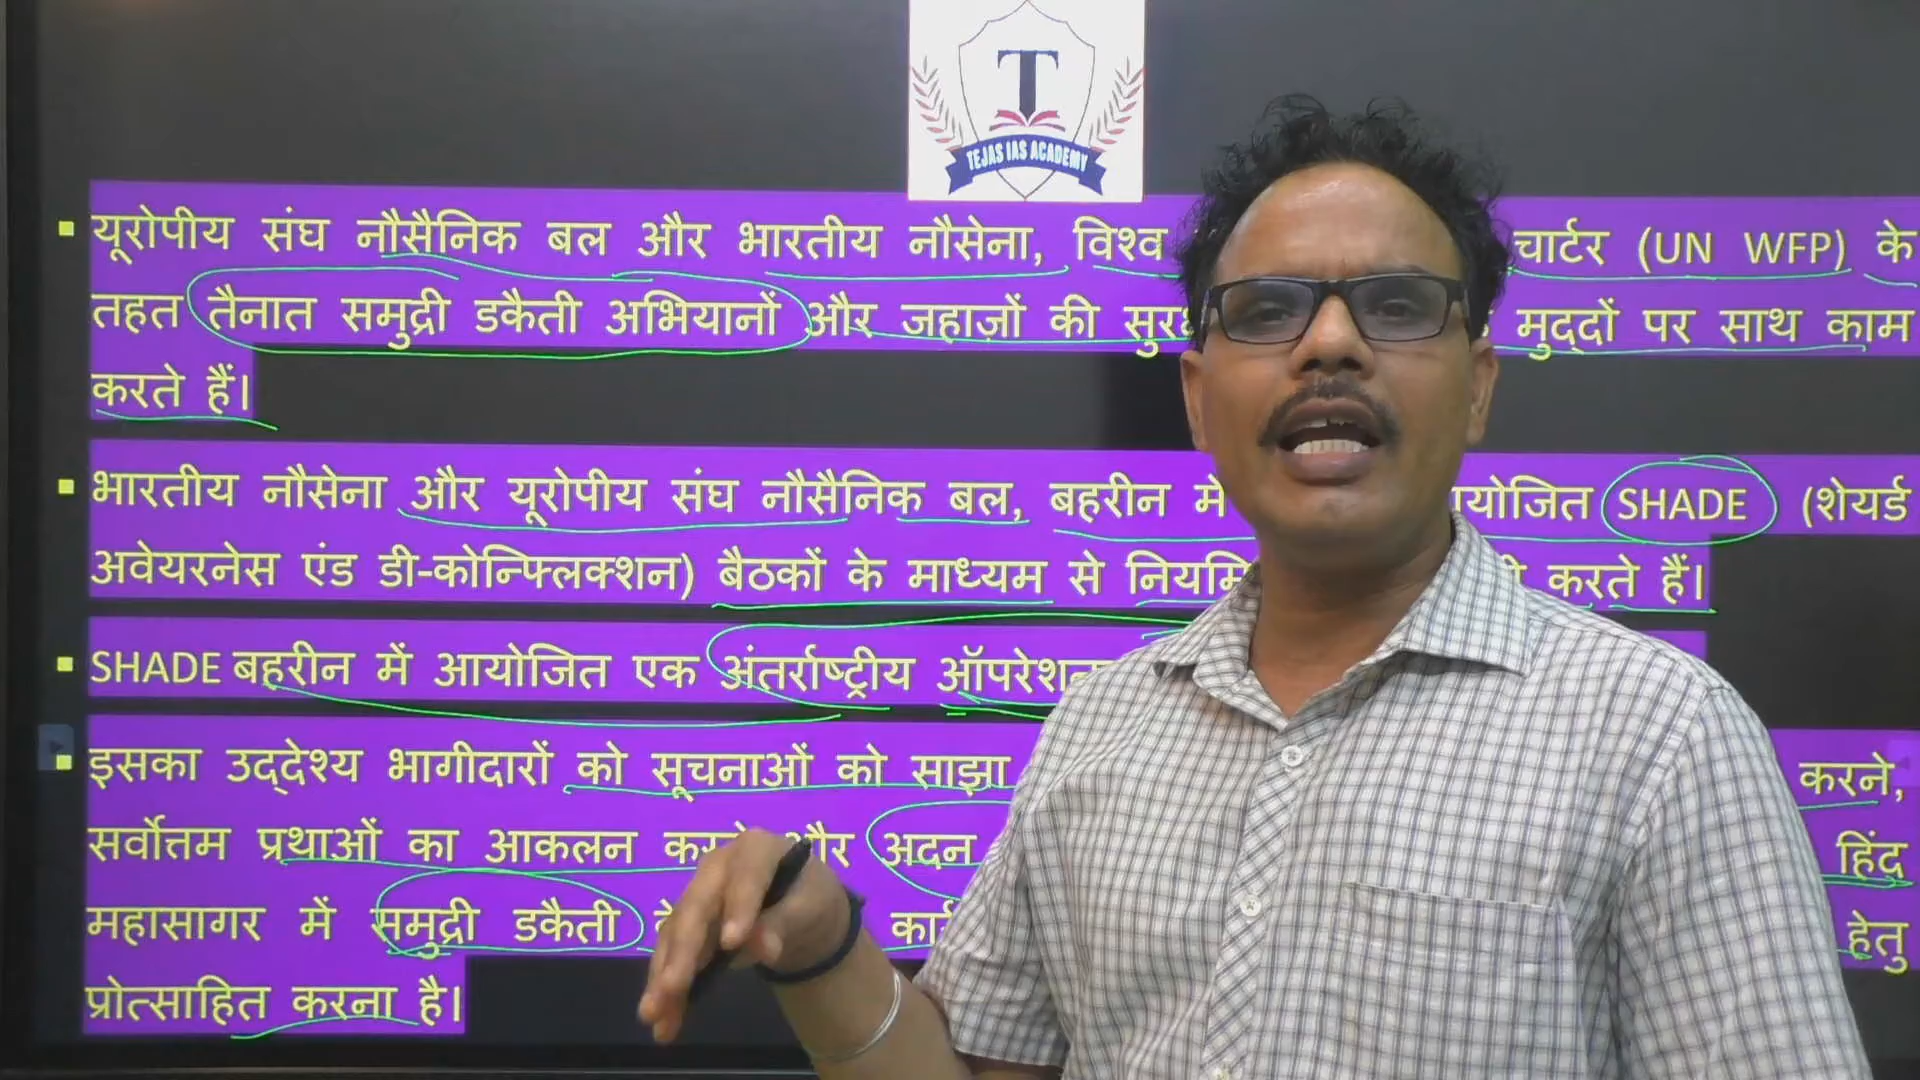 T
TEJAS IAS ACADEMY
यूरोपीय संघ नौसैनिक बल और भारतीय नौसेना, विश्व चार्टर (UN WFP) के
तहत तैनात समुद्री डकैती अभियानों और जहाज़ों की मुद्दों पर साथ काम
करते हैं।
भारतीय नौसेना और यूरोपीय संघ नौसैनिक बल, बहरीन में SHADE (शेयर्ड
अवेयरनेस एंड डी-कोन्फ्लिक्शन) बैठकों के माध्यम से करते हैं।
SHADE बहरीन में आयोजित एक अंतर्राष्ट्रीय
इसका उद्देश्य भागीदारों को सूचनाओं को साझा करने,
सर्वोत्तम प्रथाओं का आकलन और अदन हिंद
महासागर में समुद्री डकैती हेतु
प्रोत्साहित करना है।